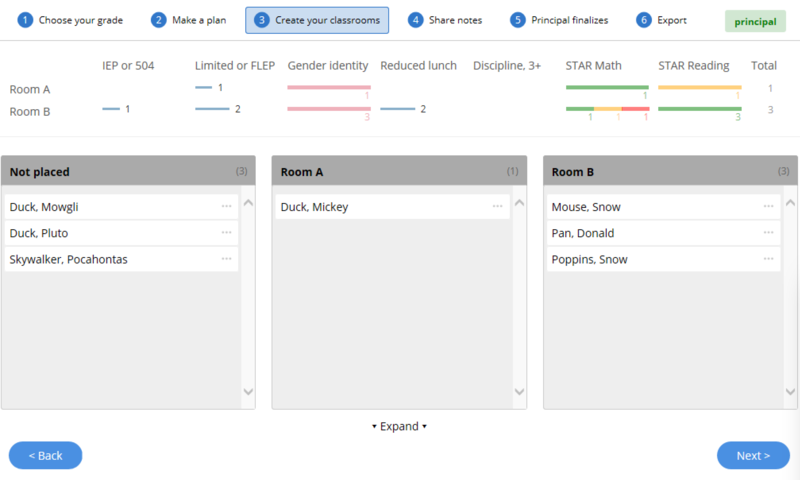 1 Choose your grade 2 Make a plan 3 Create your classrooms 4 Share notes 5 Principal finalizes 6 Export principal
IEP or 504 Limited or FLEP Gender identity Reduced lunch Discipline, 3+ STAR Math STAR Reading Total
Room A 1 1 1 1 1
Room B 1 2 3 2 1 1 1 3 3
Not placed (3)
Duck, Mowgli ...
Duck, Pluto ...
Skywalker, Pocahontas ...
Room A (1)
Duck, Mickey ...
Room B (3)
Mouse, Snow ...
Pan, Donald ...
Poppins, Snow ...
▾ Expand ▾
< Back
Next >